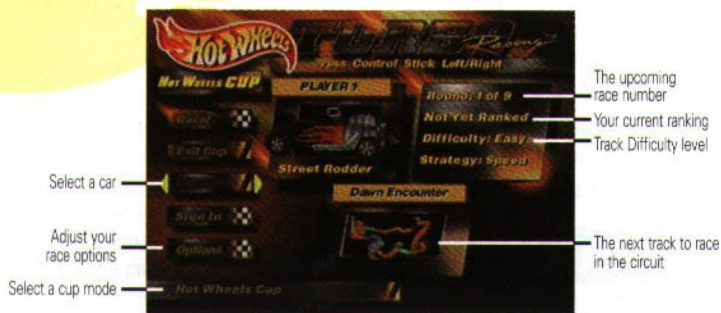 HOT WHEELS TURBO Racing™
Press Control Stick Left/Right
HOT WHEELS CUP
PLAYER 1
Race!
Exit Cup
Sign In
Options
Hot Wheels Cup
Street Rodder
Dawn Encounter
Round: 1 of 9
Not Yet Ranked
Difficulty: Easy
Strategy: Speed
Select a car
Adjust your
race options
Select a cup mode
The upcoming
race number
Your current ranking
Track Difficulty level
The next track to race
in the circuit